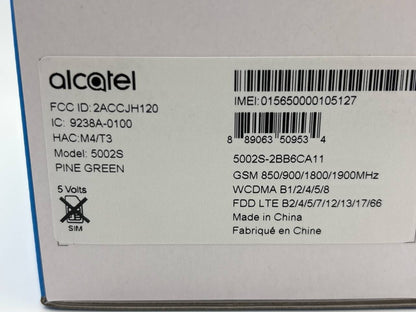 alcatel
FCC ID: 2ACCJH120
IC: 9238A-0100
HAC:M4/T3
Model: 5002S
PINE GREEN
5 Volts
SIM
IMEI:015650000105127
8 89063 50953 4
5002S-2BB6CA11
GSM 850/900/1800/1900MHz
WCDMA B1/2/4/5/8
FDD LTE B2/4/5/7/12/13/17/66
Made in China
Fabriqué en Chine